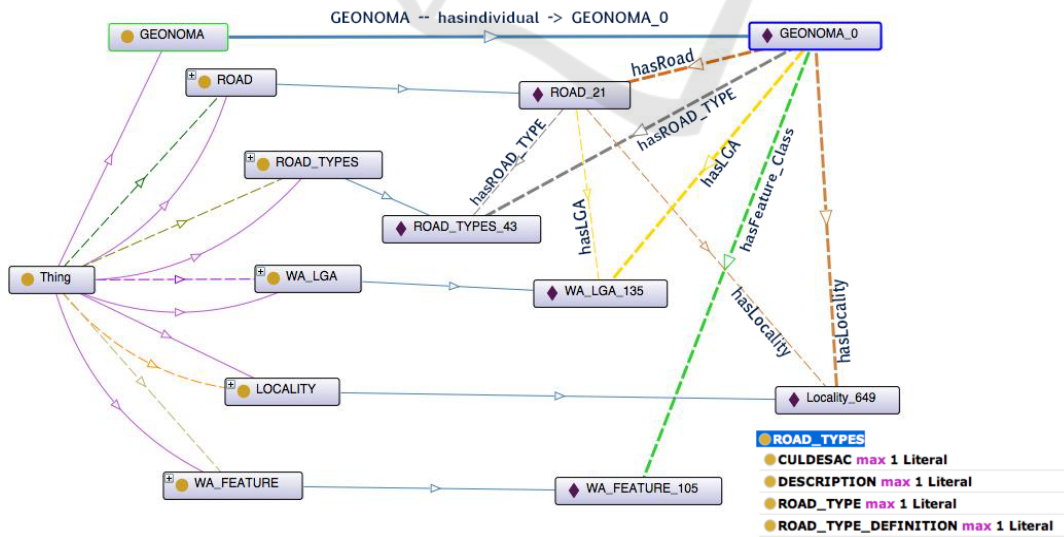 GEONOMA -- hasindividual -> GEONOMA_0
GEONOMA
GEONOMA_0
ROAD
hasRoad
ROAD_21
hasROAD_TYPE
hasROAD_TYPE
hasLGA
hasFeature_Class
ROAD_TYPES
ROAD_TYPES_43
hasLGA
Thing
WA_LGA
WA_LGA_135
hasLocality
hasLocality
LOCALITY
Locality_649
ROAD_TYPES
CULDESAC max 1 Literal
DESCRIPTION max 1 Literal
ROAD_TYPE max 1 Literal
ROAD_TYPE_DEFINITION max 1 Literal
WA_FEATURE
WA_FEATURE_105